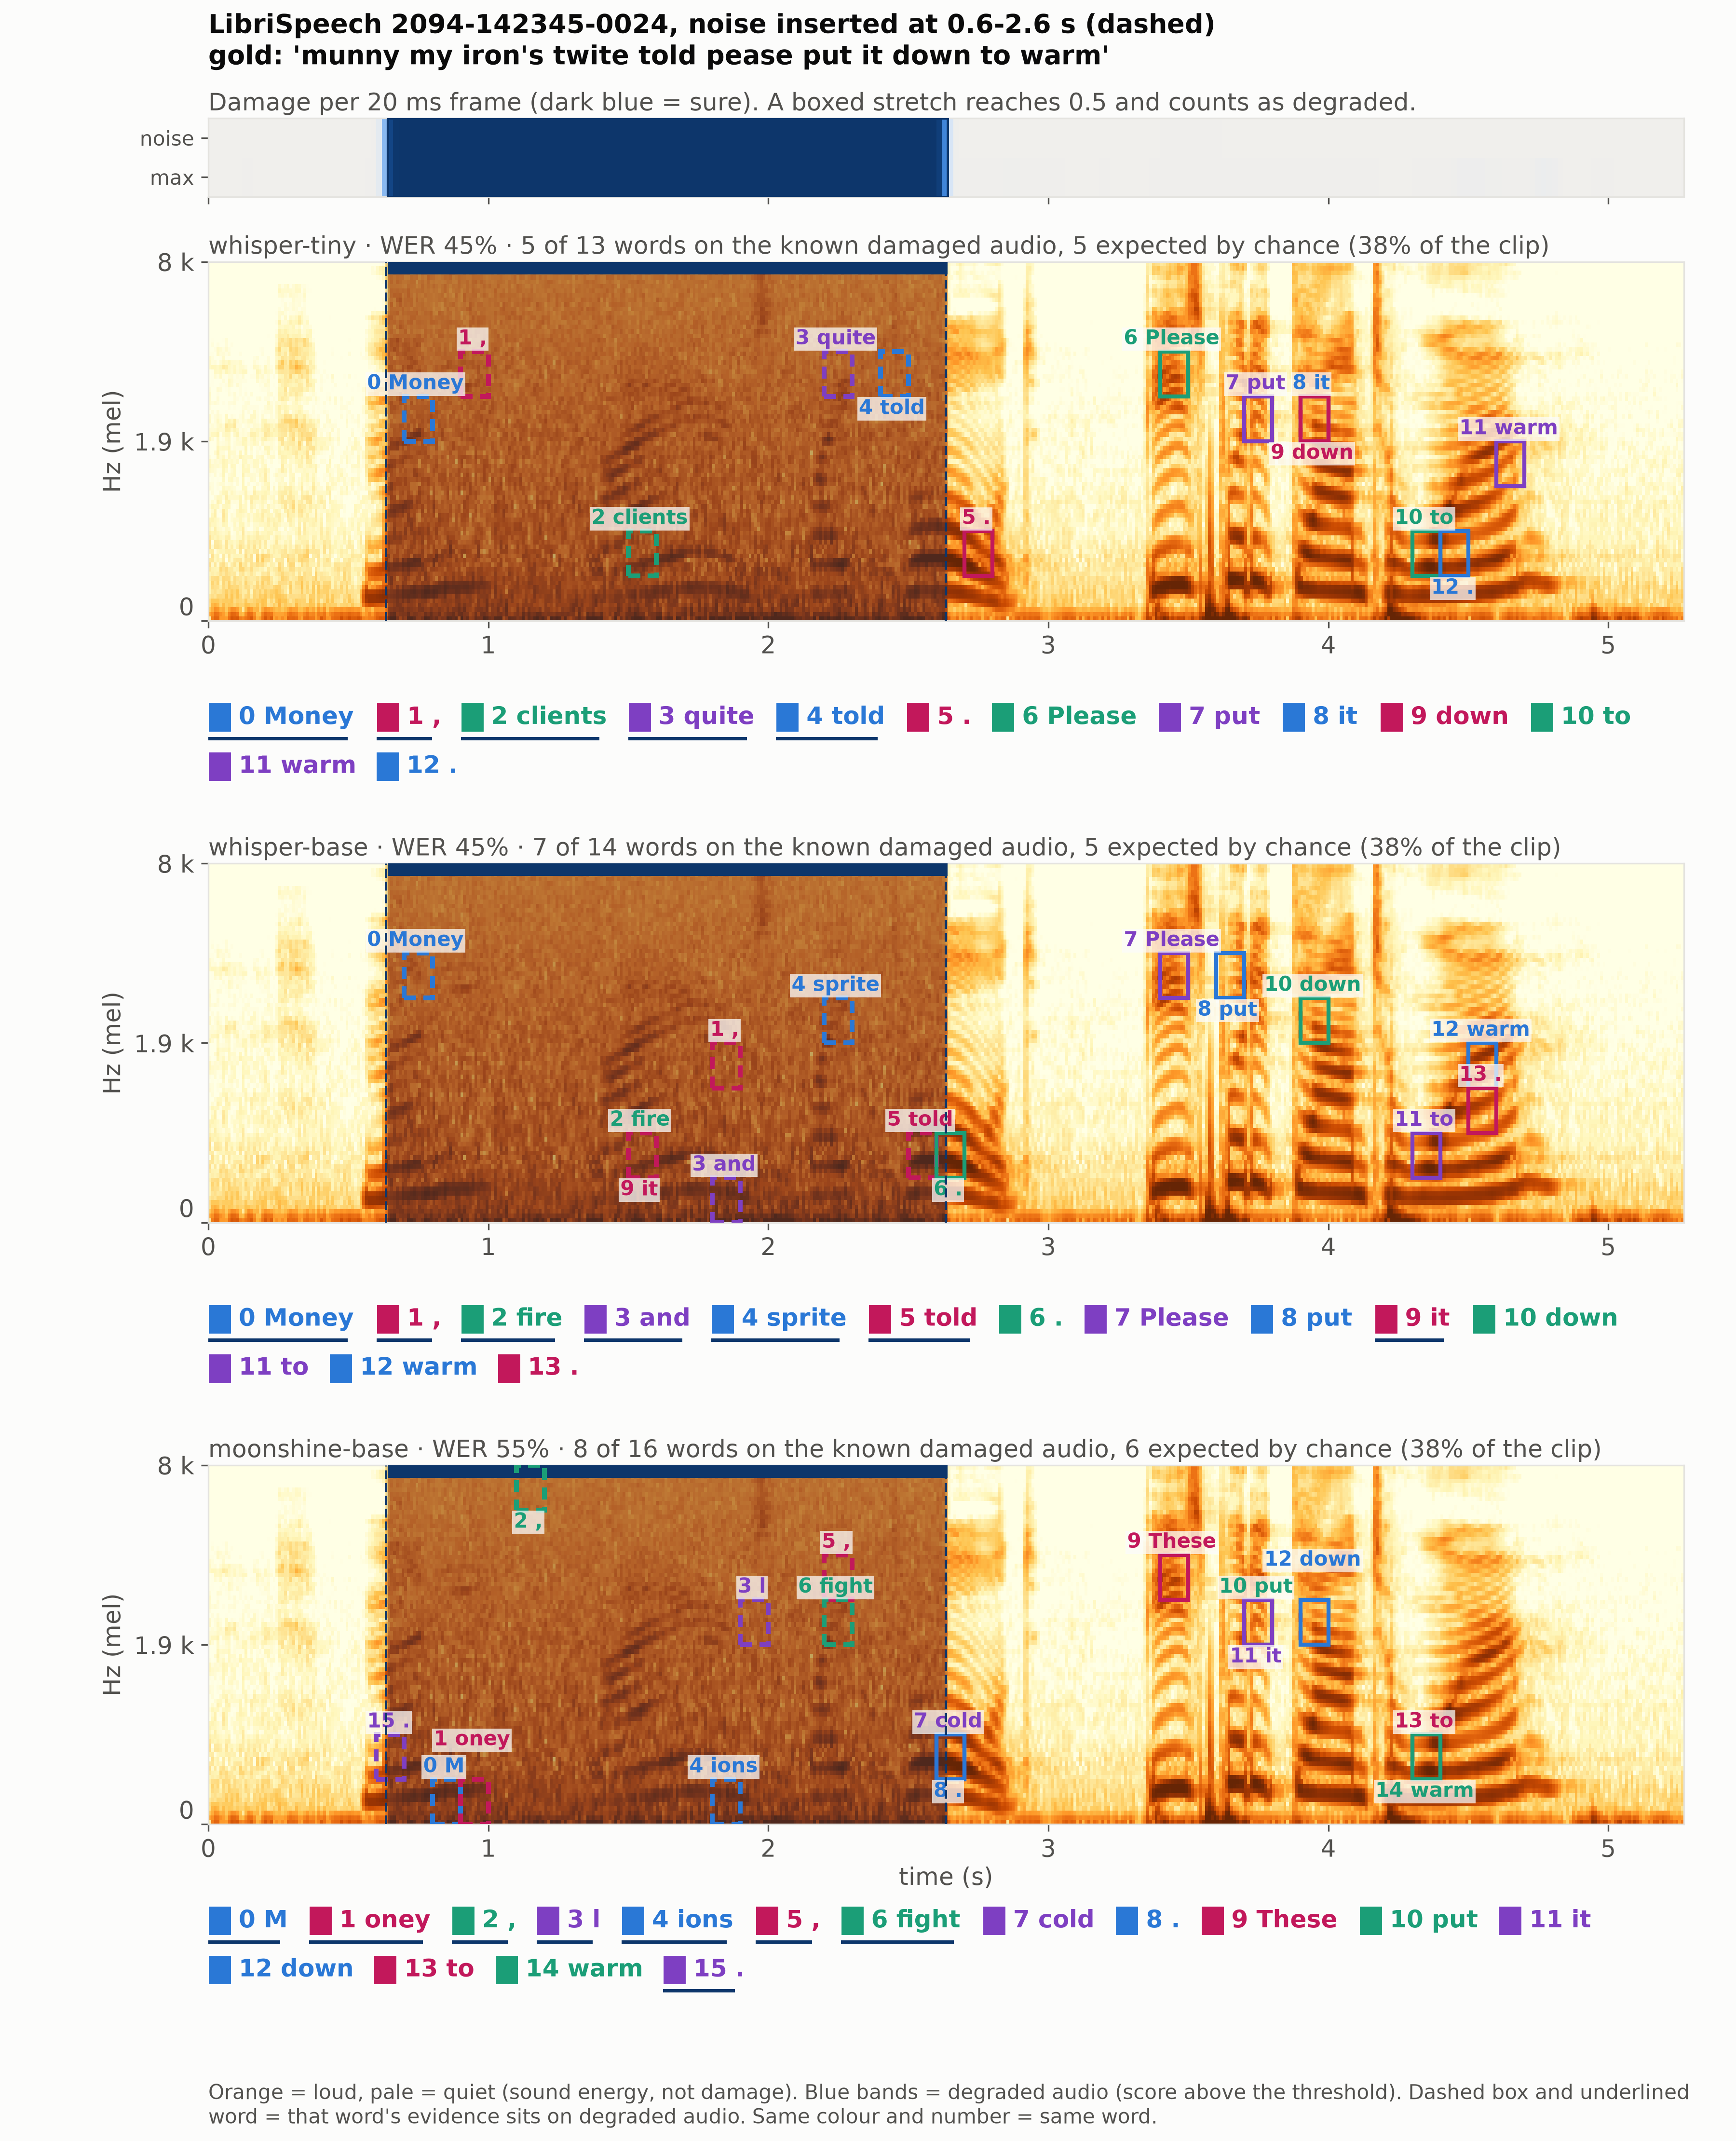 LibriSpeech 2094-142345-0024, noise inserted at 0.6-2.6 s (dashed)
gold: 'munny my iron's twite told pease put it down to warm'
Damage per 20 ms frame (dark blue = sure). A boxed stretch reaches 0.5 and counts as degraded.
noise
max
whisper-tiny · WER 45% · 5 of 13 words on the known damaged audio, 5 expected by chance (38% of the clip)
8 k
1 ,
3 quite
6 Please
0 Money
7 put
8 it
4 told
Hz (mel)
1.9 k
11 warm
9 down
2 clients
5 .
10 to
12 .
0
0 1 2 3 4 5
0 Money 1 , 2 clients 3 quite 4 told 5 . 6 Please 7 put 8 it 9 down 10 to
11 warm 12 .
whisper-base · WER 45% · 7 of 14 words on the known damaged audio, 5 expected by chance (38% of the clip)
8 k
0 Money
7 Please
4 sprite
10 down
8 put
Hz (mel)
1.9 k
1 ,
12 warm
13 .
2 fire
5 told
11 to
3 and
9 it
6 .
0
0 1 2 3 4 5
0 Money 1 , 2 fire 3 and 4 sprite 5 told 6 . 7 Please 8 put 9 it 10 down
11 to 12 warm 13 .
moonshine-base · WER 55% · 8 of 16 words on the known damaged audio, 6 expected by chance (38% of the clip)
8 k
2 ,
5 ,
9 These
12 down
3 l
6 fight
10 put
Hz (mel)
1.9 k
11 it
15 .
7 cold
13 to
1 oney
0 M
4 ions
8 .
14 warm
0
0 1 2 3 4 5
time (s)
0 M 1 oney 2 , 3 l 4 ions 5 , 6 fight 7 cold 8 . 9 These 10 put 11 it
12 down 13 to 14 warm 15 .
Orange = loud, pale = quiet (sound energy, not damage). Blue bands = degraded audio (score above the threshold). Dashed box and underlined
word = that word's evidence sits on degraded audio. Same colour and number = same word.